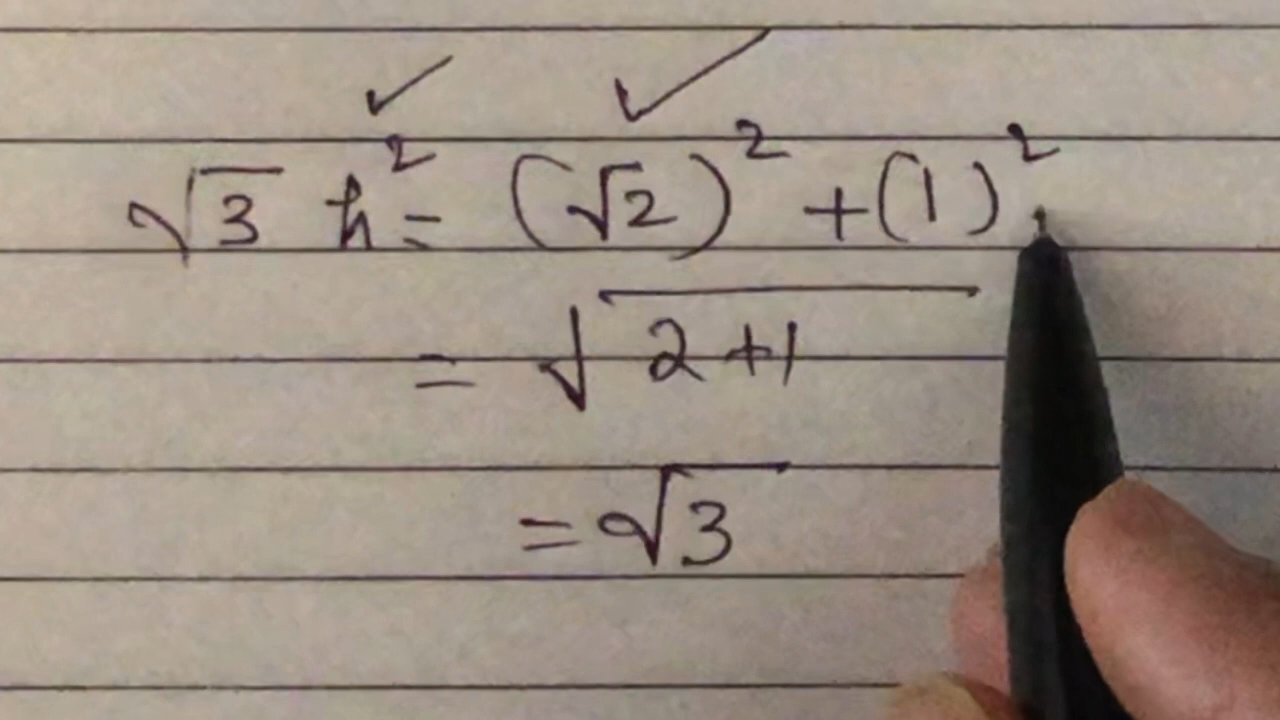 √3 h² = (√2)² + (1)²
= √2+1
= √3